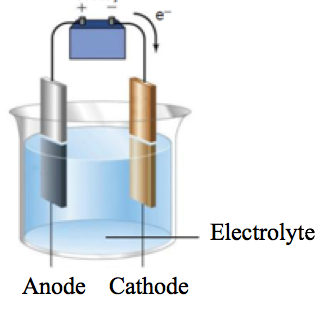 + −
e⁻
Electrolyte
Anode Cathode